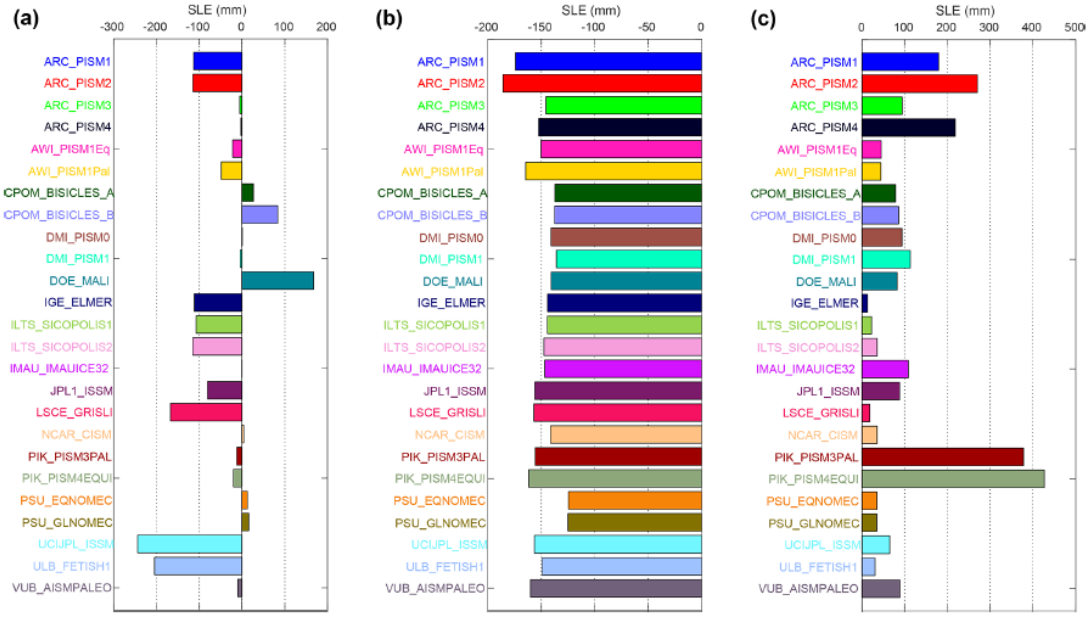 (a) SLE (mm)
-300 -200 -100 0 100 200
ARC_PISM1
ARC_PISM2
ARC_PISM3
ARC_PISM4
AWI_PISM1Eq
AWI_PISM1Pal
CPOM_BISICLES_A
CPOM_BISICLES_B
DMI_PISM0
DMI_PISM1
DOE_MALI
IGE_ELMER
ILTS_SICOPOLIS1
ILTS_SICOPOLIS2
IMAU_IMAUICE32
JPL1_ISSM
LSCE_GRISLI
NCAR_CISM
PIK_PISM3PAL
PIK_PISM4EQUI
PSU_EQNOMEC
PSU_GLNOMEC
UCIJPL_ISSM
ULB_FETISH1
VUB_AISMPALEO
(b) SLE (mm)
-200 -150 -100 -50 0
ARC_PISM1
ARC_PISM2
ARC_PISM3
ARC_PISM4
AWI_PISM1Eq
AWI_PISM1Pal
CPOM_BISICLES_A
CPOM_BISICLES_B
DMI_PISM0
DMI_PISM1
DOE_MALI
IGE_ELMER
ILTS_SICOPOLIS1
ILTS_SICOPOLIS2
IMAU_IMAUICE32
JPL1_ISSM
LSCE_GRISLI
NCAR_CISM
PIK_PISM3PAL
PIK_PISM4EQUI
PSU_EQNOMEC
PSU_GLNOMEC
UCIJPL_ISSM
ULB_FETISH1
VUB_AISMPALEO
(c) SLE (mm)
0 100 200 300 400 500
ARC_PISM1
ARC_PISM2
ARC_PISM3
ARC_PISM4
AWI_PISM1Eq
AWI_PISM1Pal
CPOM_BISICLES_A
CPOM_BISICLES_B
DMI_PISM0
DMI_PISM1
DOE_MALI
IGE_ELMER
ILTS_SICOPOLIS1
ILTS_SICOPOLIS2
IMAU_IMAUICE32
JPL1_ISSM
LSCE_GRISLI
NCAR_CISM
PIK_PISM3PAL
PIK_PISM4EQUI
PSU_EQNOMEC
PSU_GLNOMEC
UCIJPL_ISSM
ULB_FETISH1
VUB_AISMPALEO